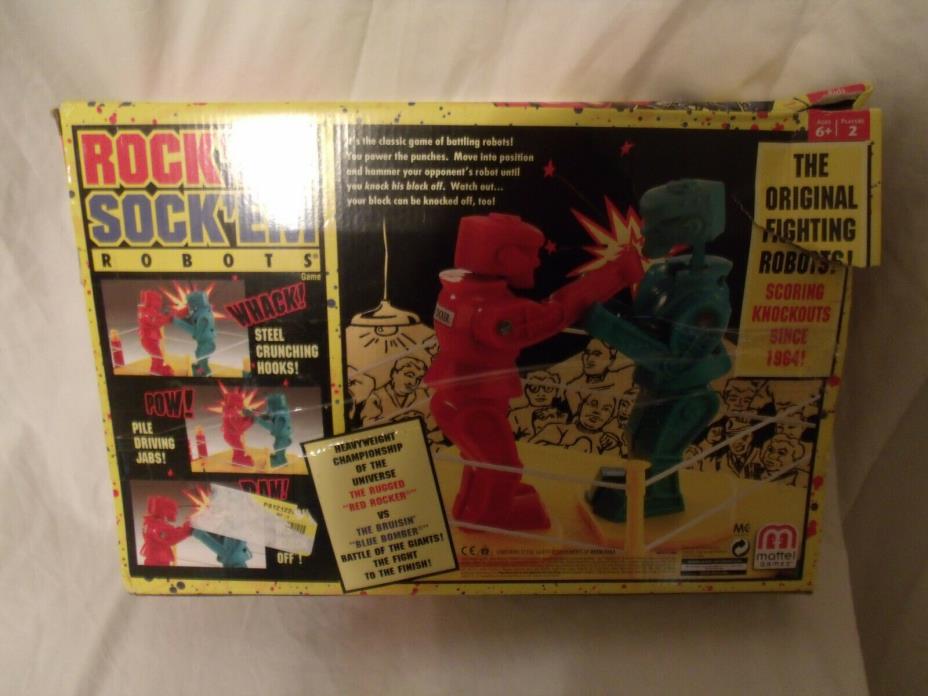 ROCK
SOCK'EM
ROBOTS®
Game
It's the classic game of battling robots!
You power the punches. Move into position
and hammer your opponent's robot until
you knock his block off. Watch out...
your block can be knocked off, too!
AGES PLAYERS
6+ 2
THE
ORIGINAL
FIGHTING
ROBOTS!
SCORING
KNOCKOUTS
SINCE
1964!
WHACK!
STEEL
CRUNCHING
HOOKS!
POW!
PILE
DRIVING
JABS!
BAM!
OFF!
HEAVYWEIGHT
CHAMPIONSHIP
OF THE
UNIVERSE
THE RUGGED
"RED ROCKER"™
VS
THE BRUISIN'
"BLUE BOMBER"™
BATTLE OF THE GIANTS!
THE FIGHT
TO THE FINISH!
CE
mattel
games